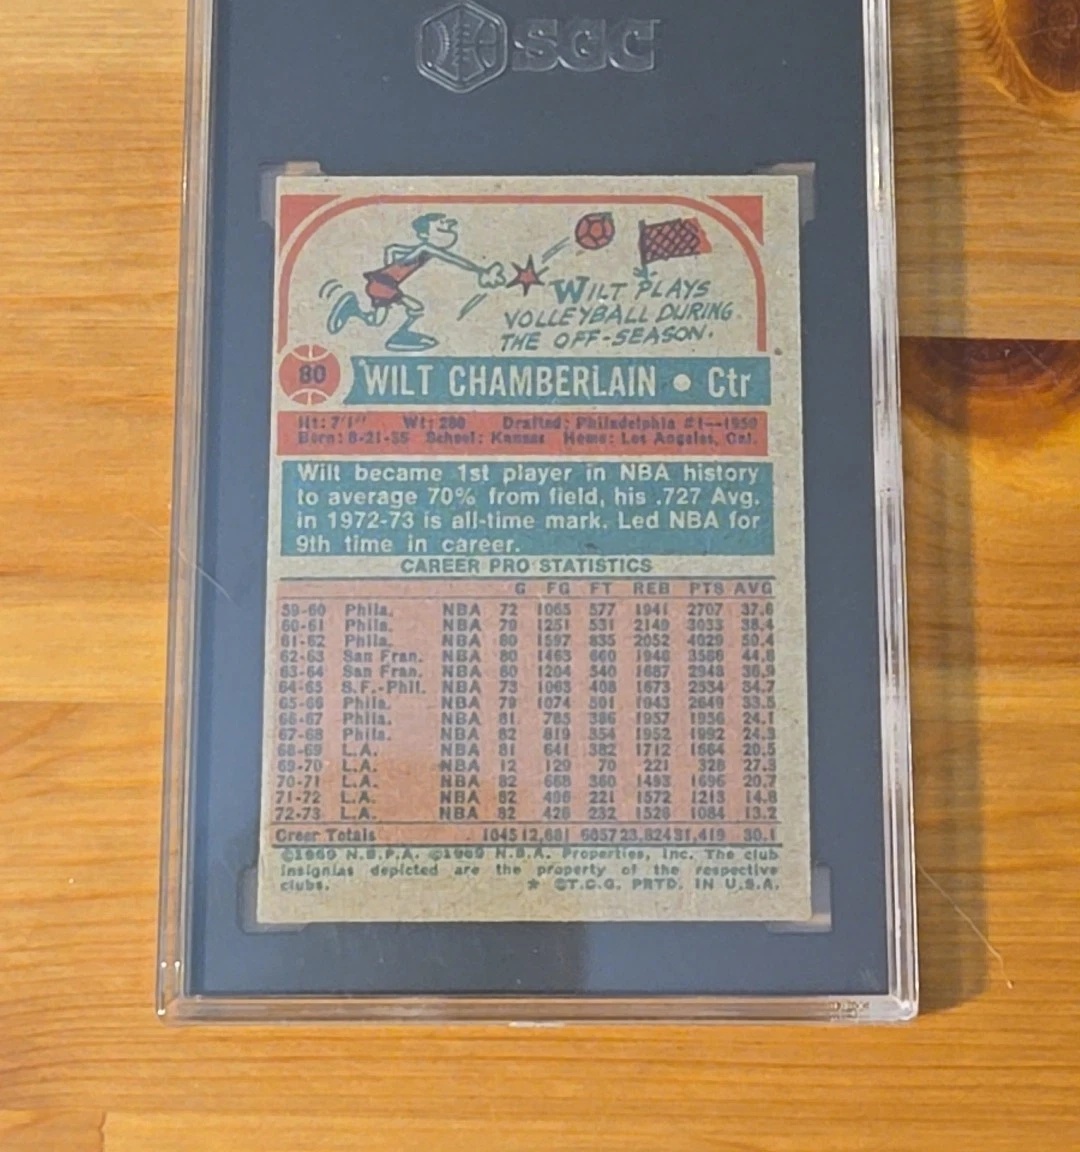 SGC
WILT PLAYS
VOLLEYBALL DURING
THE OFF-SEASON.
80 WILT CHAMBERLAIN • Ctr
Ht: 7'1" Wt: 280 Drafted: Philadelphia #1—1959
Born: 8-21-36 School: Kansas Home: Los Angeles, Cal.
Wilt became 1st player in NBA history
to average 70% from field, his .727 Avg.
in 1972-73 is all-time mark. Led NBA for
9th time in career.
CAREER PRO STATISTICS
G FG FT REB PTS AVG
59-60 Phila. NBA 72 1065 577 1941 2707 37.6
60-61 Phila. NBA 79 1251 531 2149 3033 38.4
61-62 Phila. NBA 80 1597 835 2052 4029 50.4
62-63 San Fran. NBA 80 1463 660 1946 3586 44.8
63-64 San Fran. NBA 80 1204 540 1687 2948 36.9
64-65 S.F.-Phil. NBA 73 1063 408 1673 2534 34.7
65-66 Phila. NBA 79 1074 501 1943 2649 33.5
66-67 Phila. NBA 81 785 386 1957 1956 24.1
67-68 Phila. NBA 82 819 354 1952 1992 24.3
68-69 L.A. NBA 81 641 382 1712 1664 20.5
69-70 L.A. NBA 12 129 70 221 328 27.3
70-71 L.A. NBA 82 668 360 1493 1696 20.7
71-72 L.A. NBA 82 496 221 1572 1213 14.8
72-73 L.A. NBA 82 426 232 1526 1084 13.2
Creer Totals 1045 12,681 6057 23,824 31,419 30.1
©1969 N.B.P.A. ©1969 N.B.A. Properties, Inc. The club
insignias depicted are the property of the respective
clubs. * ©T.C.G. PRTD. IN U.S.A.